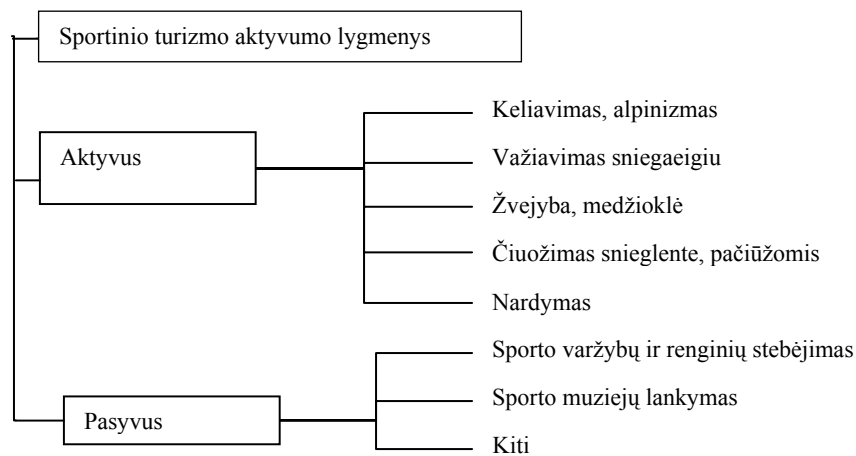 Sportinio turizmo aktyvumo lygmenys
Aktyvus
Keliavimas, alpinizmas
Važiavimas sniegaeigiu
Žvejyba, medžioklė
Čiuožimas snieglente, pačiūžomis
Nardymas
Pasyvus
Sporto varžybų ir renginių stebėjimas
Sporto muziejų lankymas
Kiti